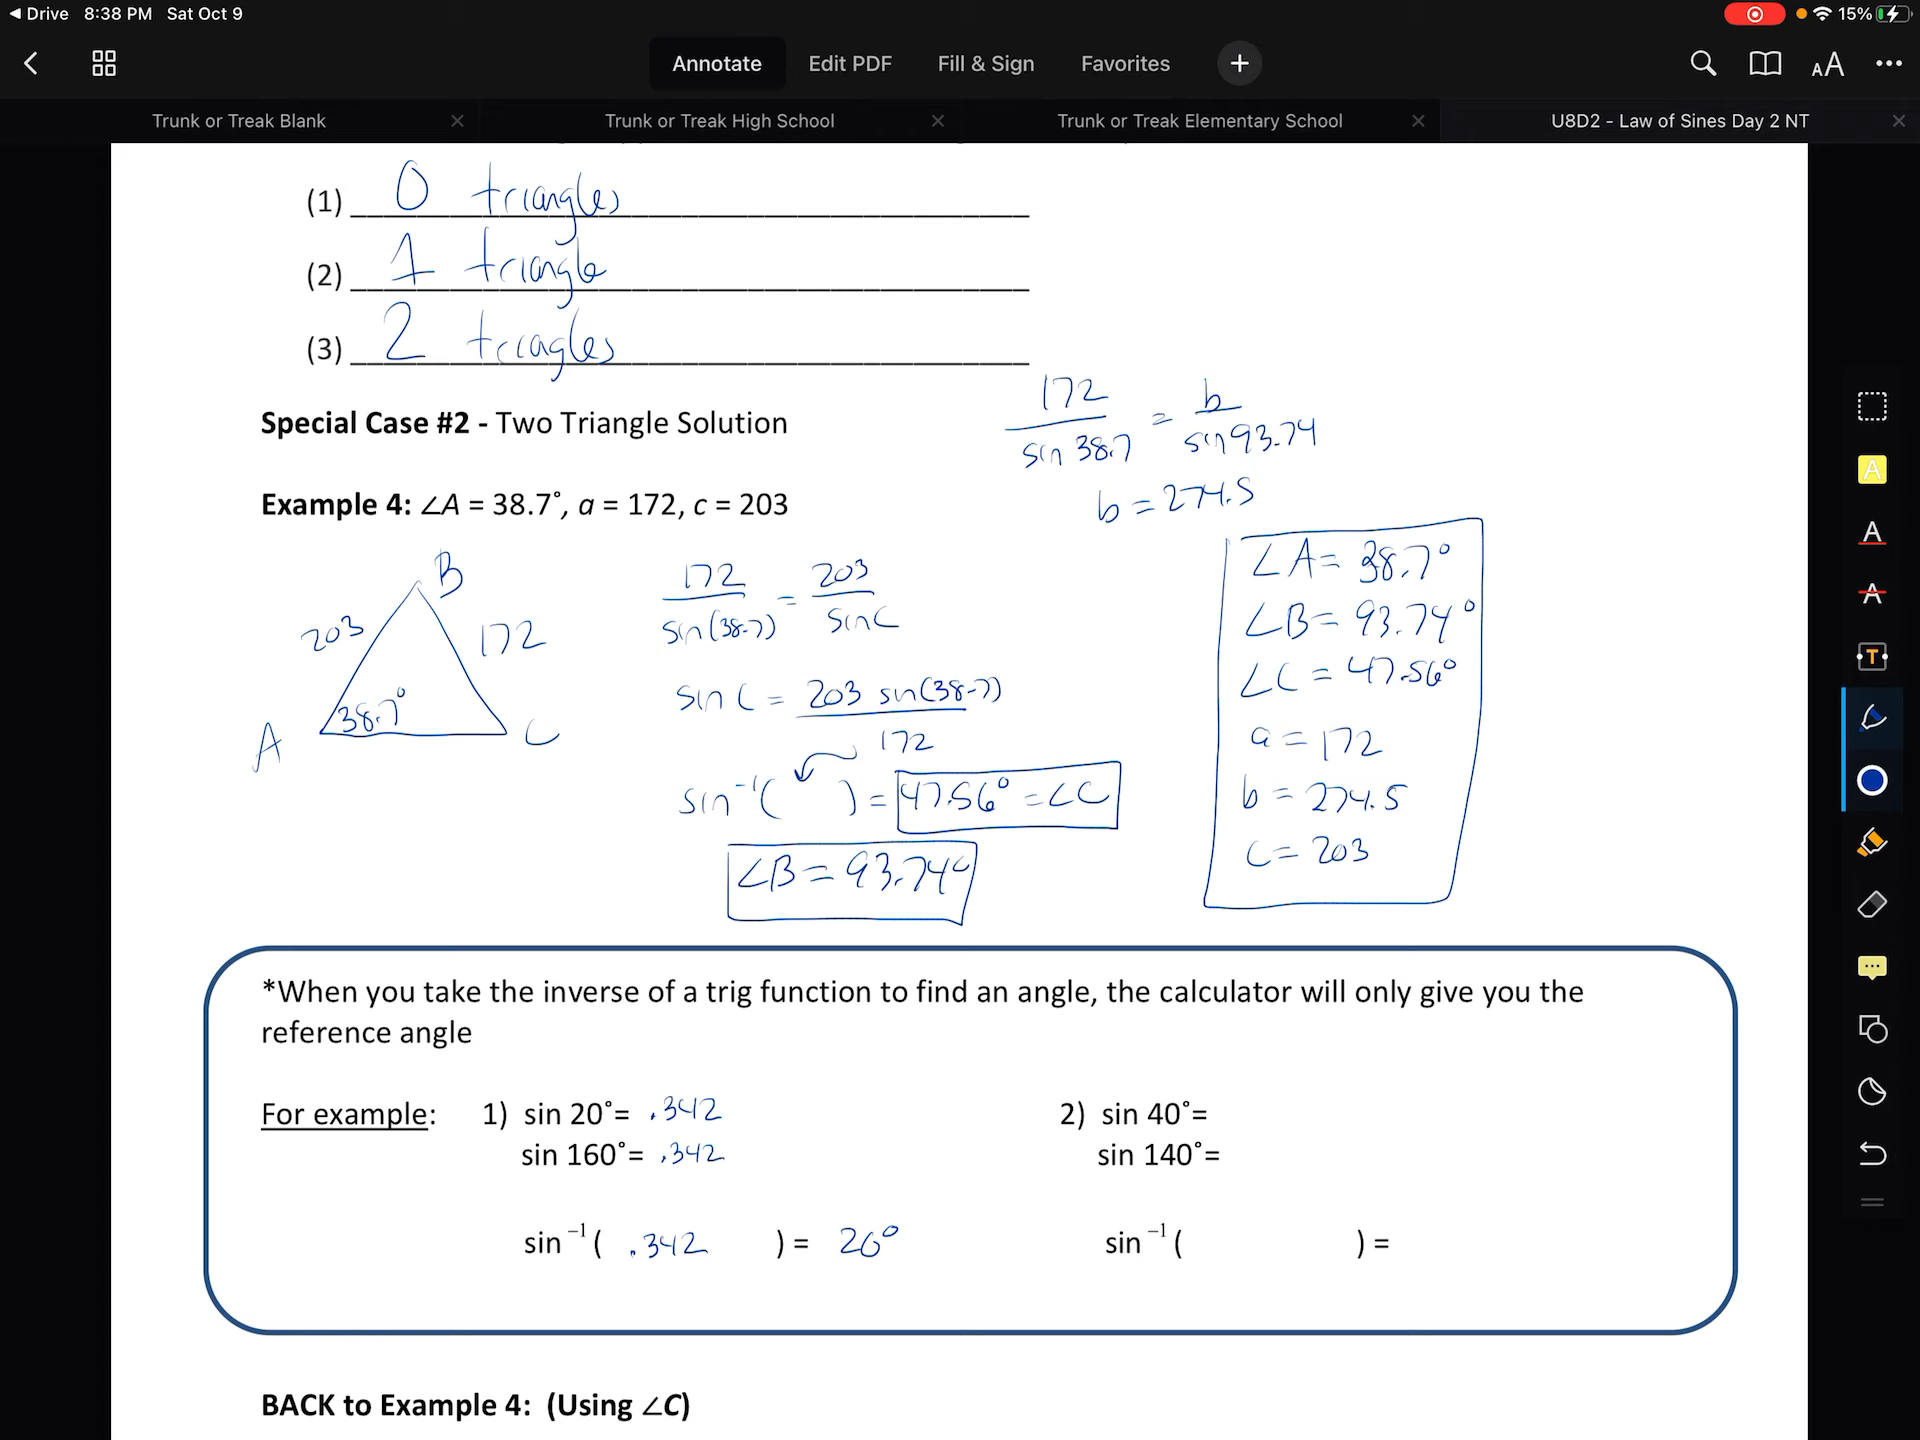 Drive 8:38 PM Sat Oct 9
15%
Annotate Edit PDF Fill & Sign Favorites
Trunk or Treak Blank Trunk or Treak High School Trunk or Treak Elementary School U8D2 - Law of Sines Day 2 NT
(1) 0 triangles
(2) 1 triangle
(3) 2 triagles
172 / sin 38.7 = b / sin 93.74
b = 274.5
Special Case #2 - Two Triangle Solution
Example 4: ∠A = 38.7°, a = 172, c = 203
B
203
172
38.7°
A
C
172 / sin(38.7) = 203 / sin C
sin C = 203 sin(38.7) / 172
sin⁻¹( ) = 47.56° = ∠C
∠B = 93.74°
∠A = 38.7°
∠B = 93.74°
∠C = 47.56°
a = 172
b = 274.5
c = 203
*When you take the inverse of a trig function to find an angle, the calculator will only give you the
reference angle
For example: 1) sin 20°= .342 2) sin 40°=
sin 160°= .342 sin 140°=
sin⁻¹( .342 ) = 20° sin⁻¹( ) =
BACK to Example 4: (Using ∠C)